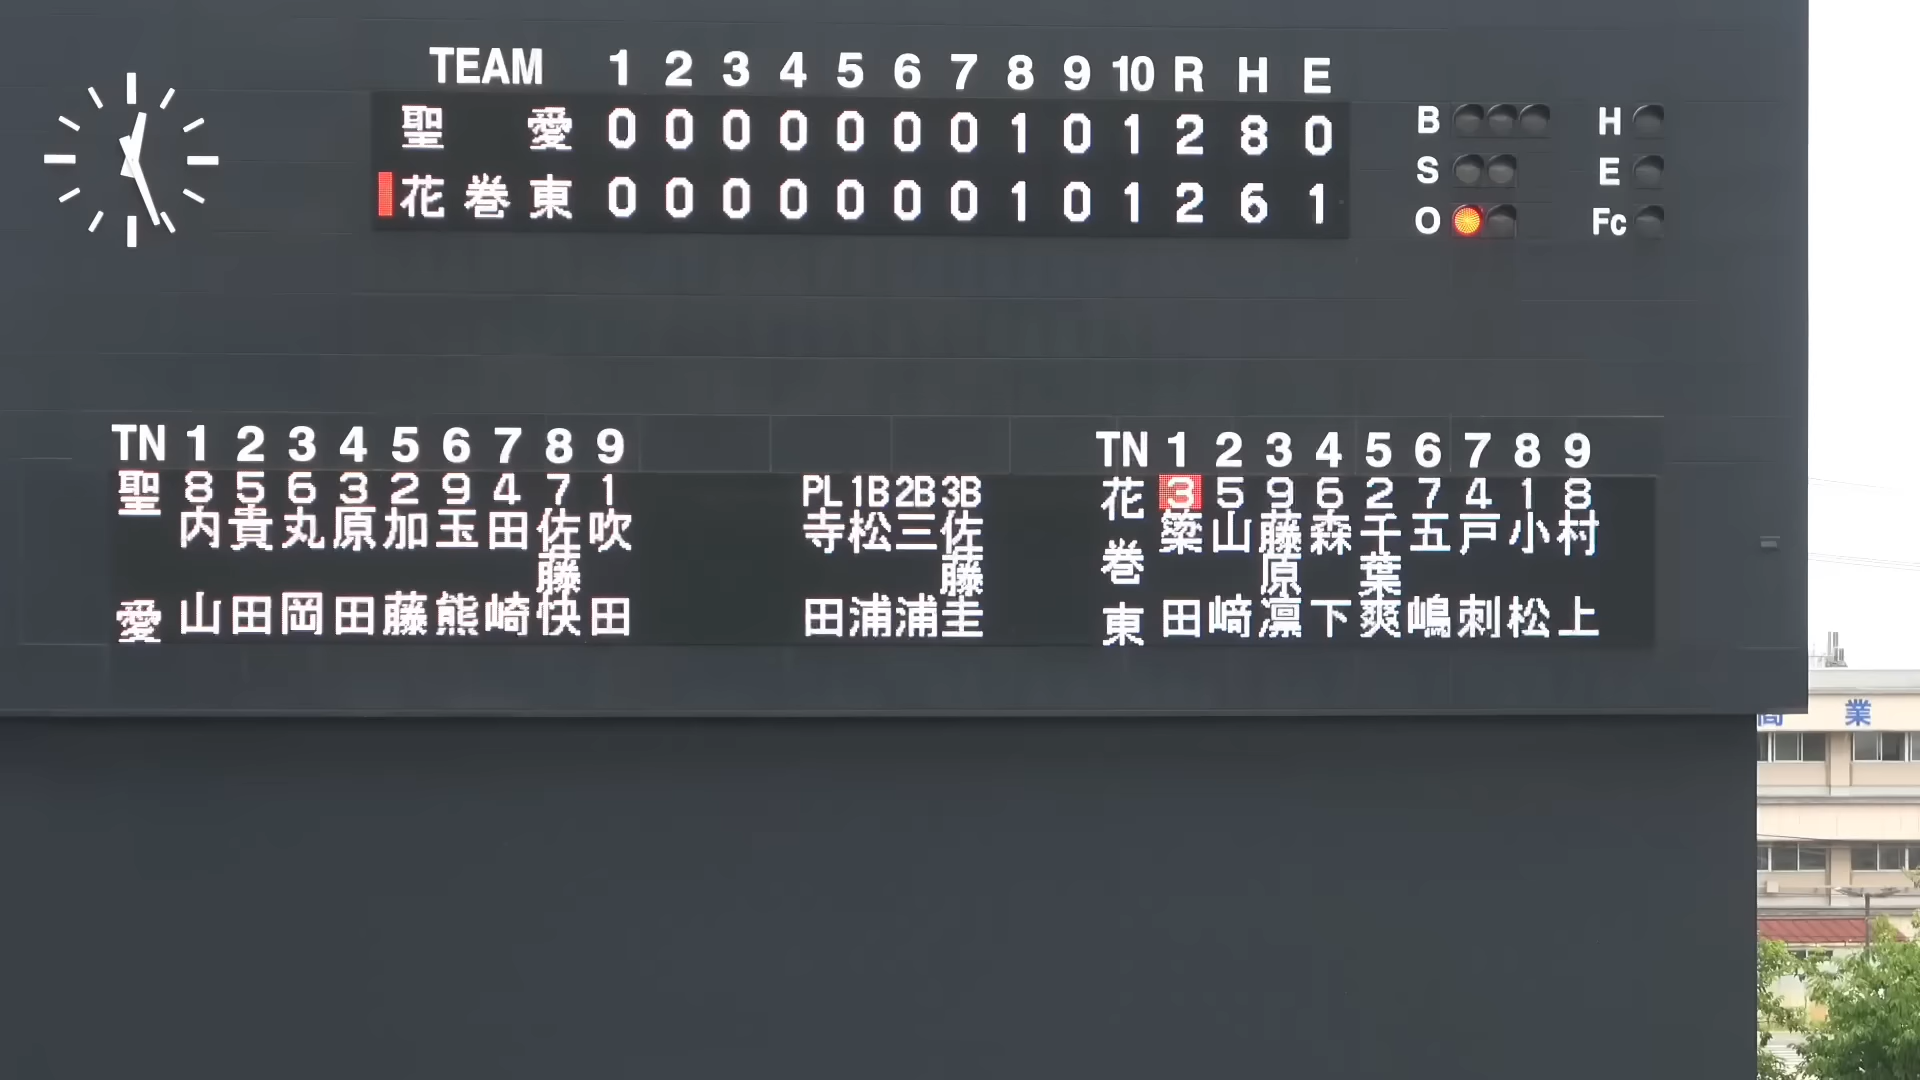 TEAM 1 2 3 4 5 6 7 8 9 10 R H E
聖愛 0 0 0 0 0 0 0 1 0 1 2 8 0
花巻東 0 0 0 0 0 0 0 1 0 1 2 6 1
B H
S E
O Fc
TN 1 2 3 4 5 6 7 8 9
聖愛 8 5 6 3 2 9 4 7 1
内山 貴田 丸岡 原田 加藤 玉熊 田崎 佐藤快 吹田
PL 1B 2B 3B
寺田 松浦 三浦 佐藤圭
TN 1 2 3 4 5 6 7 8 9
花巻東 3 5 9 6 2 7 4 1 8
簗田 山﨑 藤原凛 森下 千葉爽 五嶋 戸刺 小松 村上
商業